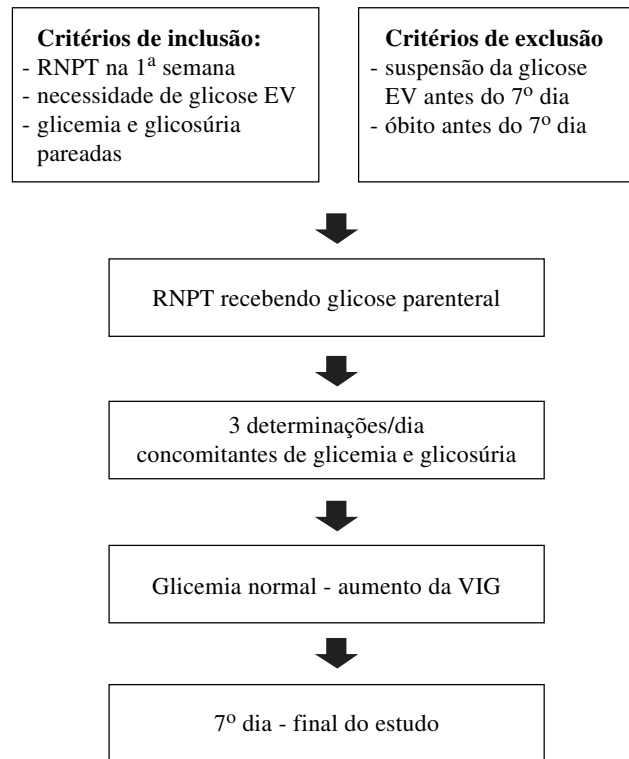 Critérios de inclusão:
- RNPT na 1ª semana
- necessidade de glicose EV
- glicemia e glicosúria
pareadas
Critérios de exclusão
- suspensão da glicose
EV antes do 7º dia
- óbito antes do 7º dia
RNPT recebendo glicose parenteral
3 determinações/dia
concomitantes de glicemia e glicosúria
Glicemia normal - aumento da VIG
7º dia - final do estudo